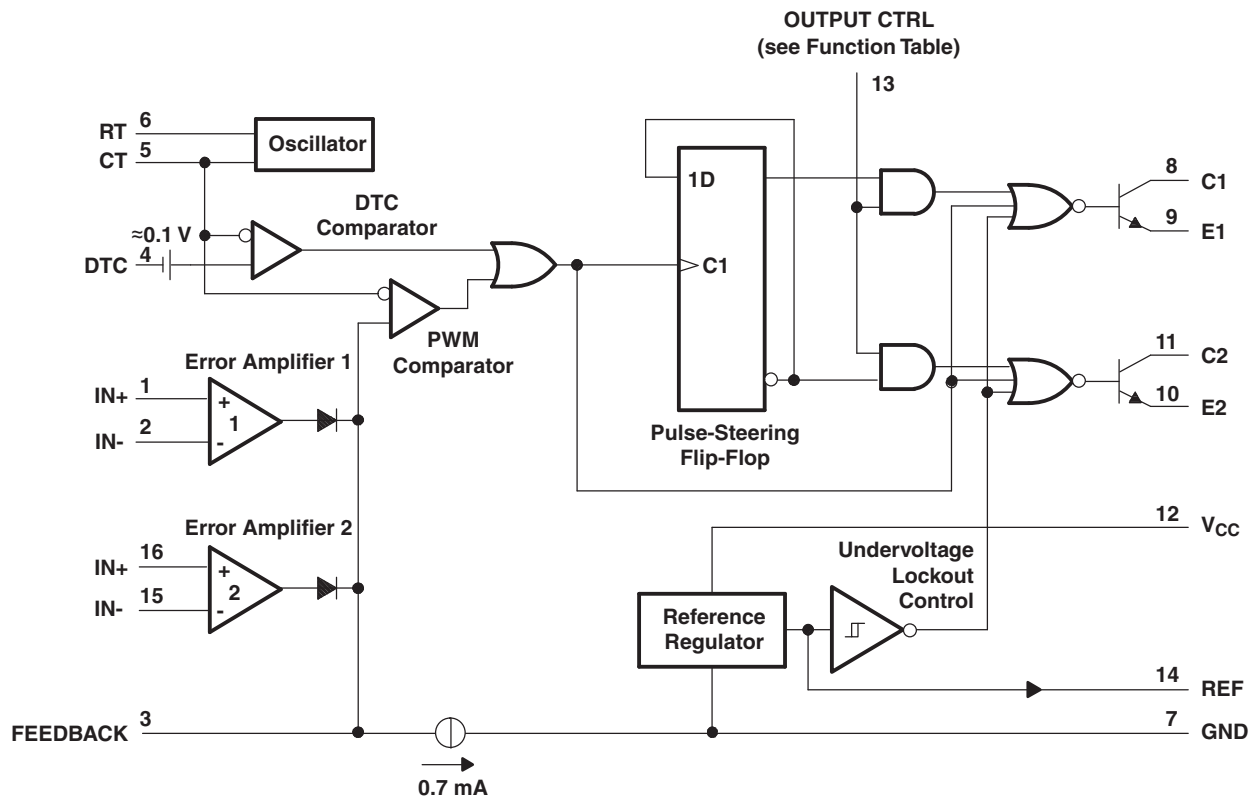 OUTPUT CTRL
(see Function Table)
13
RT 6
CT 5
Oscillator
DTC
Comparator
≈0.1 V
DTC 4
PWM
Comparator
1D
C1
Pulse-Steering
Flip-Flop
8 C1
9 E1
11 C2
10 E2
Error Amplifier 1
IN+ 1
IN- 2
+
1
-
Error Amplifier 2
IN+ 16
IN- 15
+
2
-
12 VCC
Undervoltage
Lockout
Control
Reference
Regulator
14 REF
7 GND
FEEDBACK 3
0.7 mA